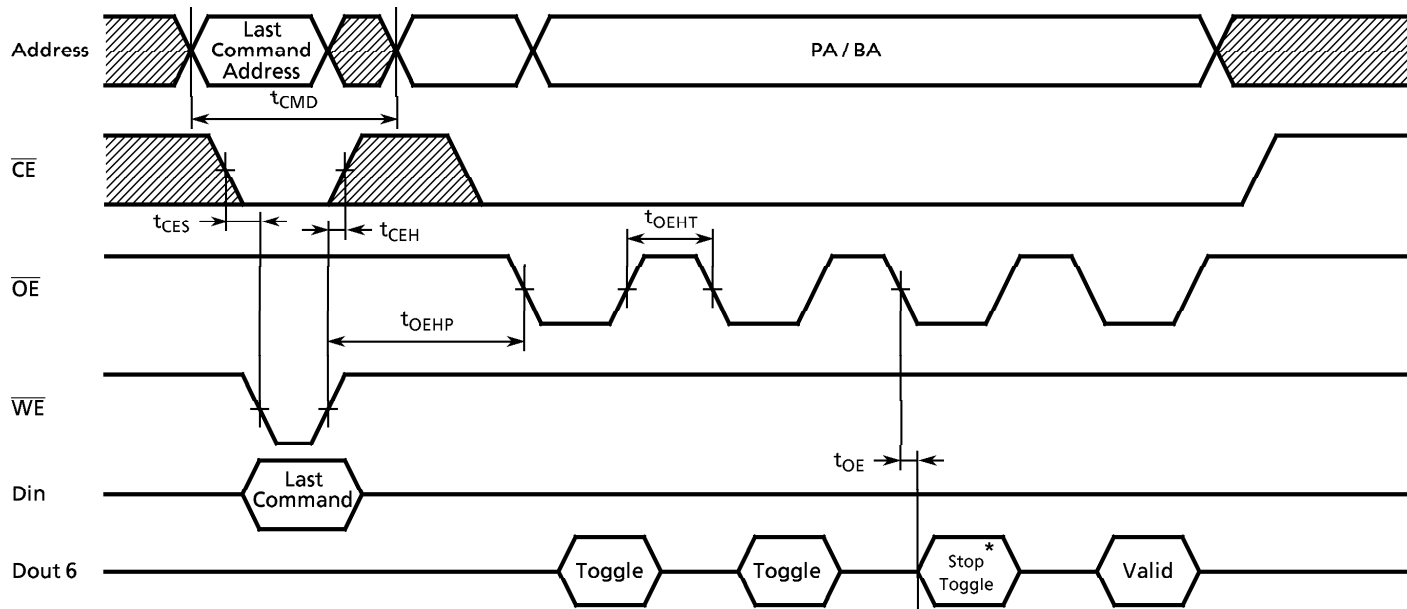 Address
Last
Command
Address
PA / BA
tCMD
CE
tCES
tCEH
tOEHT
OE
tOEHP
WE
tOE
Din
Last
Command
Dout 6
Toggle
Toggle
Stop *
Toggle
Valid